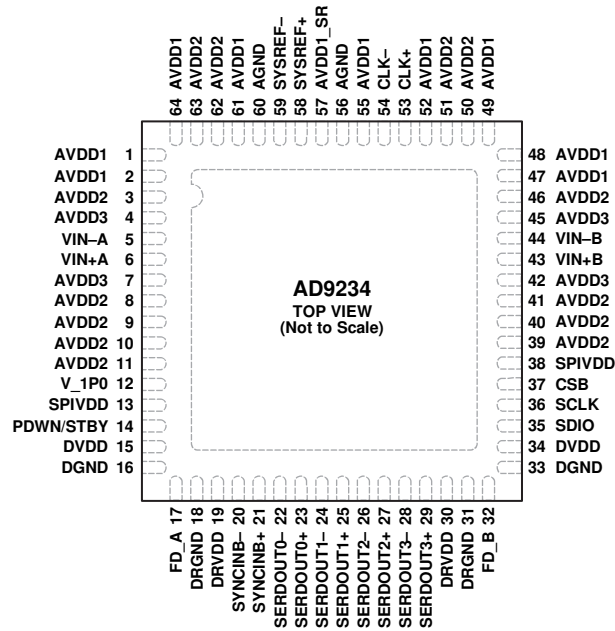 64 AVDD1
63 AVDD2
62 AVDD2
61 AVDD1
60 AGND
59 SYSREF–
58 SYSREF+
57 AVDD1_SR
56 AGND
55 AVDD1
54 CLK–
53 CLK+
52 AVDD1
51 AVDD2
50 AVDD2
49 AVDD1
AVDD1 1
AVDD1 2
AVDD2 3
AVDD3 4
VIN–A 5
VIN+A 6
AVDD3 7
AVDD2 8
AVDD2 9
AVDD2 10
AVDD2 11
V_1P0 12
SPIVDD 13
PDWN/STBY 14
DVDD 15
DGND 16
AD9234
TOP VIEW
(Not to Scale)
48 AVDD1
47 AVDD1
46 AVDD2
45 AVDD3
44 VIN–B
43 VIN+B
42 AVDD3
41 AVDD2
40 AVDD2
39 AVDD2
38 SPIVDD
37 CSB
36 SCLK
35 SDIO
34 DVDD
33 DGND
FD_A 17
DRGND 18
DRVDD 19
SYNCINB– 20
SYNCINB+ 21
SERDOUT0– 22
SERDOUT0+ 23
SERDOUT1– 24
SERDOUT1+ 25
SERDOUT2– 26
SERDOUT2+ 27
SERDOUT3– 28
SERDOUT3+ 29
DRVDD 30
DRGND 31
FD_B 32